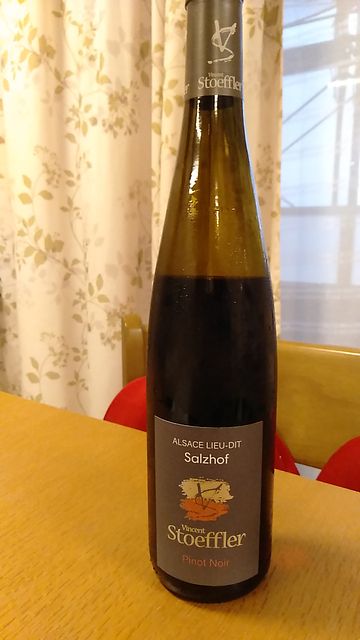 Vincent
Stoeffler
ALSACE LIEU-DIT
Salzhof
Vincent
Stoeffler
Pinot Noir